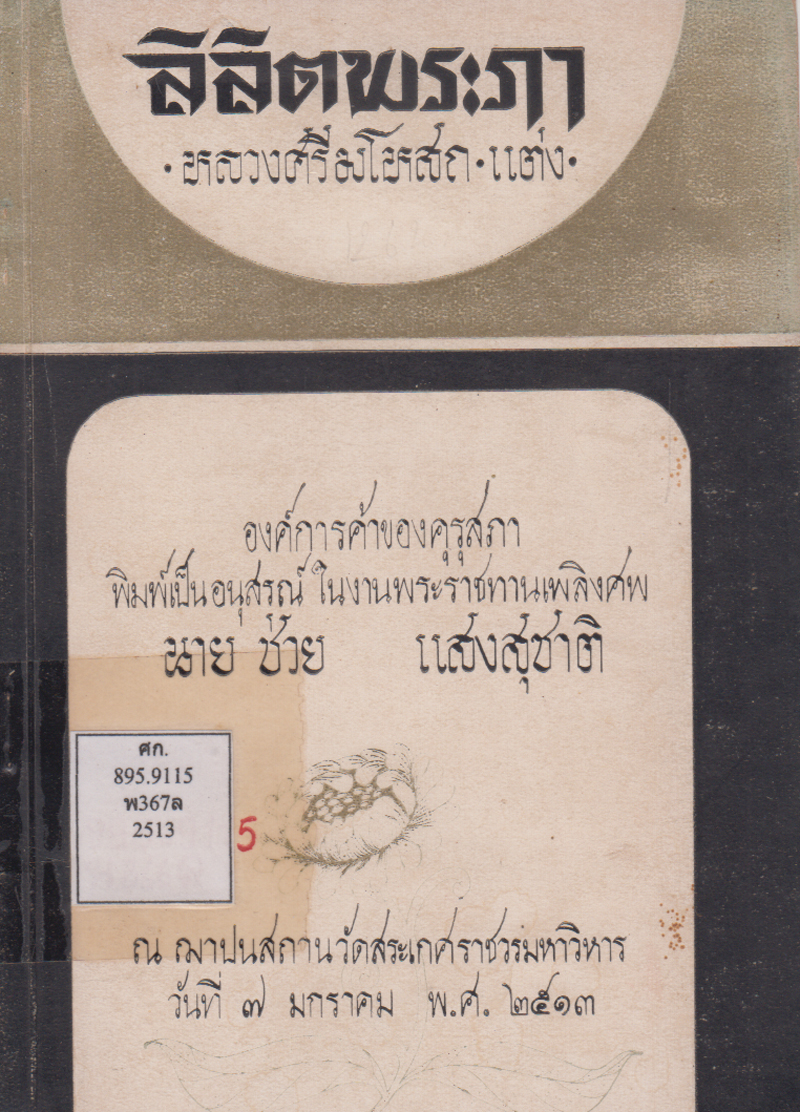 ลิลิตพระภา
·หลวงศรีมโหสถ·แต่ง·
องค์การค้าของคุรุสภา
พิมพ์เป็นอนุสรณ์ ในงานพระราชทานเพลิงศพ
นาย ช่วย แสงสุชาติ
ศก.
895.9115
พ367ล
2513
5
ณ ฌาปนสถานวัดสระเกศราชวรมหาวิหาร
วันที่ ๗ มกราคม พ.ศ. ๒๕๑๓